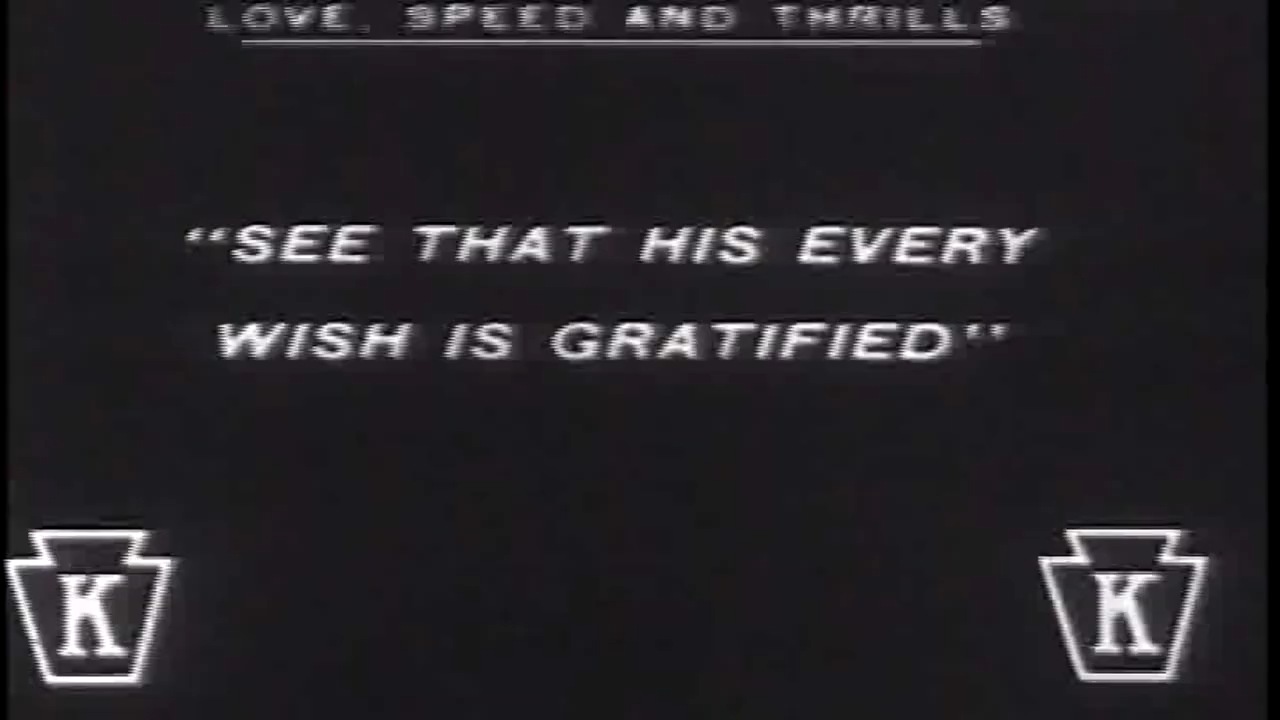 LOVE, SPEED AND THRILLS
"SEE THAT HIS EVERY
WISH IS GRATIFIED"
K K